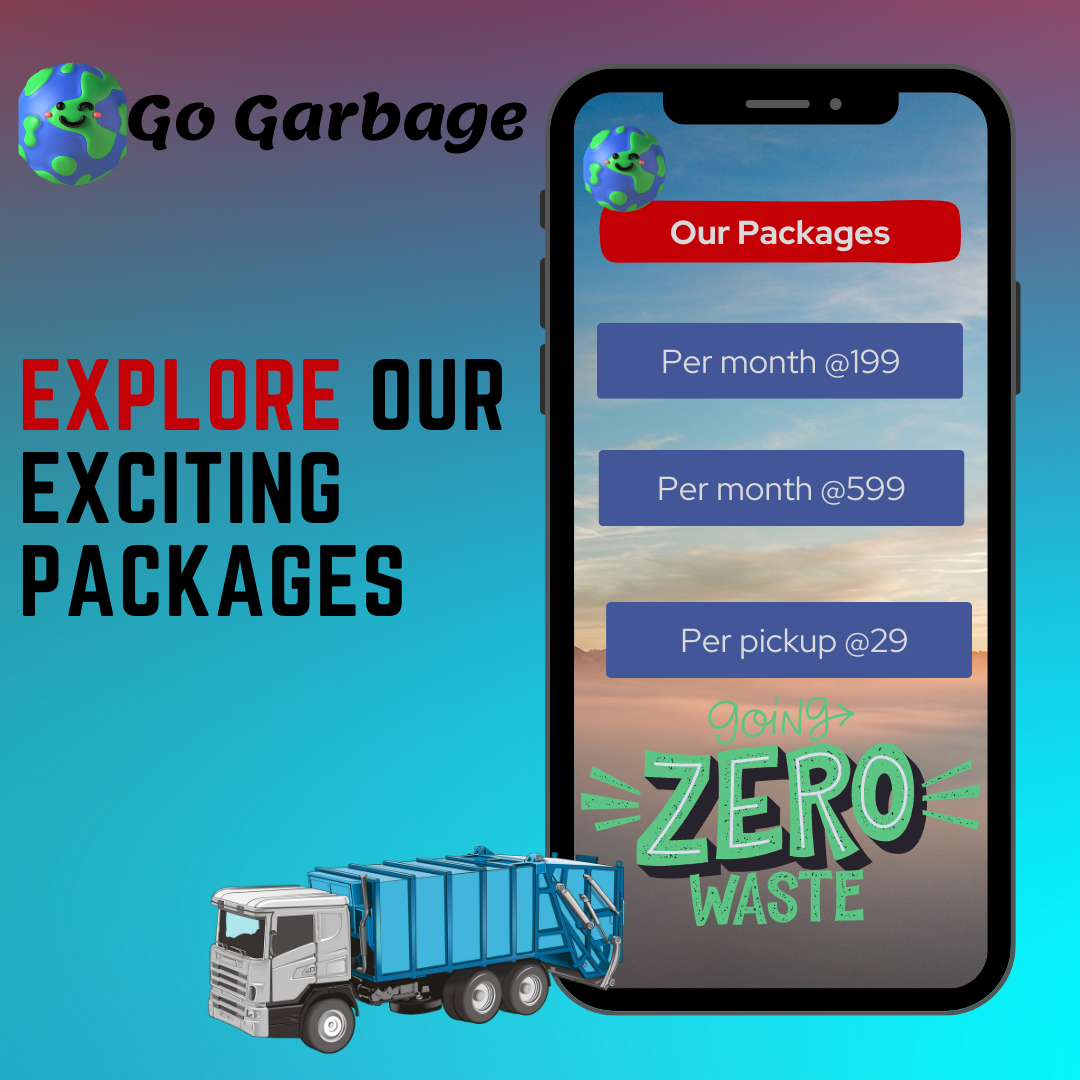 Go Garbage
EXPLORE OUR
EXCITING
PACKAGES
Our Packages
Per month @199
Per month @599
Per pickup @29
going
ZERO
WASTE